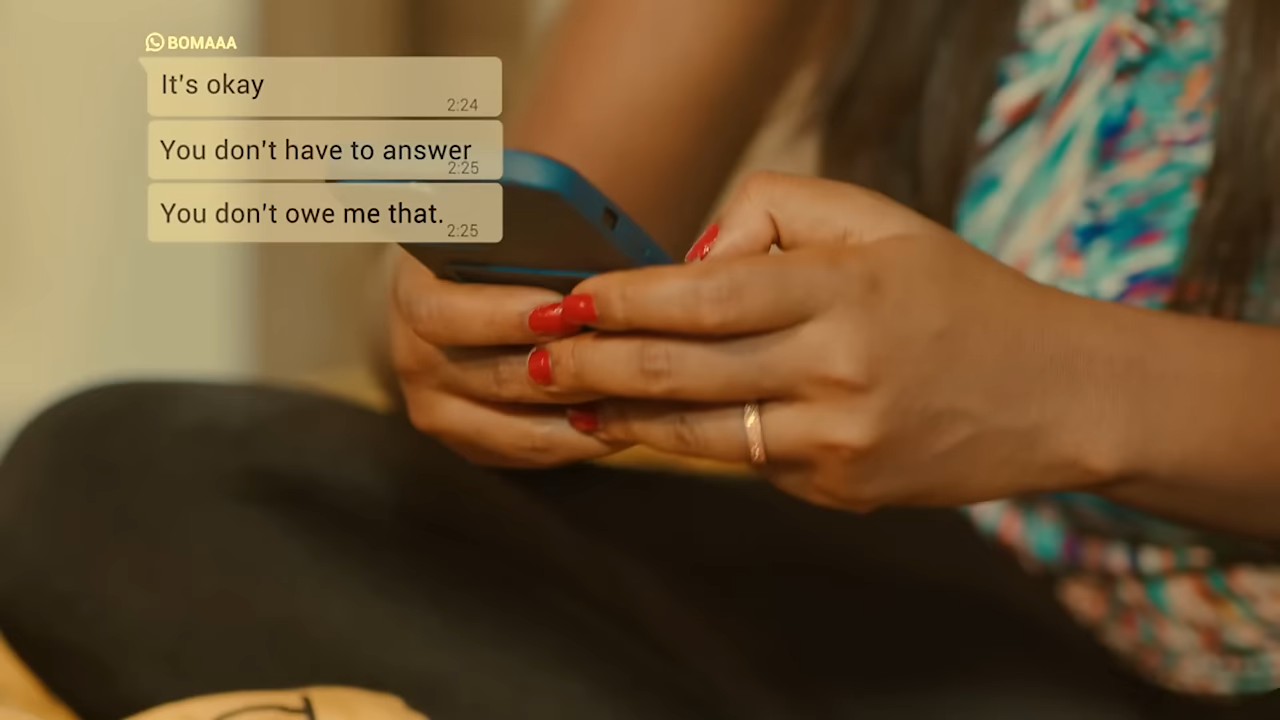 BOMAAA
It's okay
2:24
You don't have to answer
2:25
You don't owe me that.
2:25